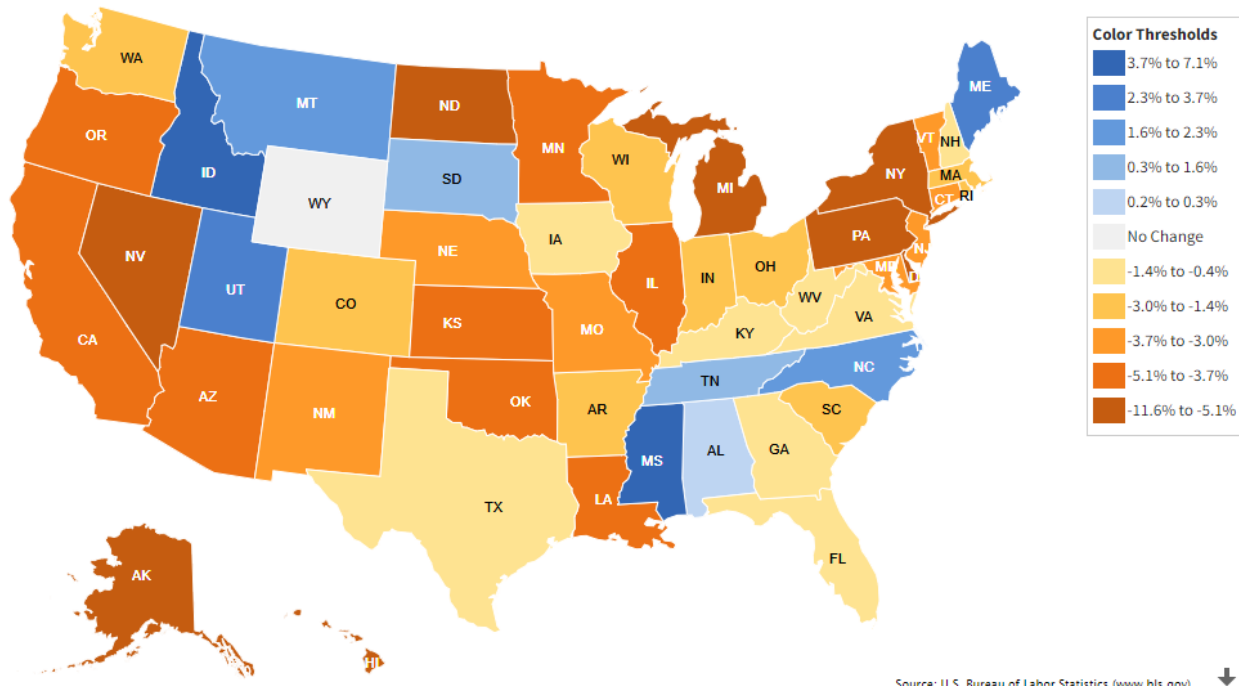 Color Thresholds
3.7% to 7.1%
2.3% to 3.7%
1.6% to 2.3%
0.3% to 1.6%
0.2% to 0.3%
No Change
-1.4% to -0.4%
-3.0% to -1.4%
-3.7% to -3.0%
-5.1% to -3.7%
-11.6% to -5.1%
WA
ME
MT
ND
OR
MN
VT
NH
WI
ID
SD
MI
NY
MA
WY
CT
RI
IA
PA
NE
NJ
NV
OH
MD
IN
D
UT
IL
WV
CO
VA
KS
MO
KY
CA
NC
TN
AZ
OK
NM
AR
SC
MS
AL
GA
LA
TX
FL
AK
HI
Source: U.S. Bureau of Labor Statistics (www.bls.gov)